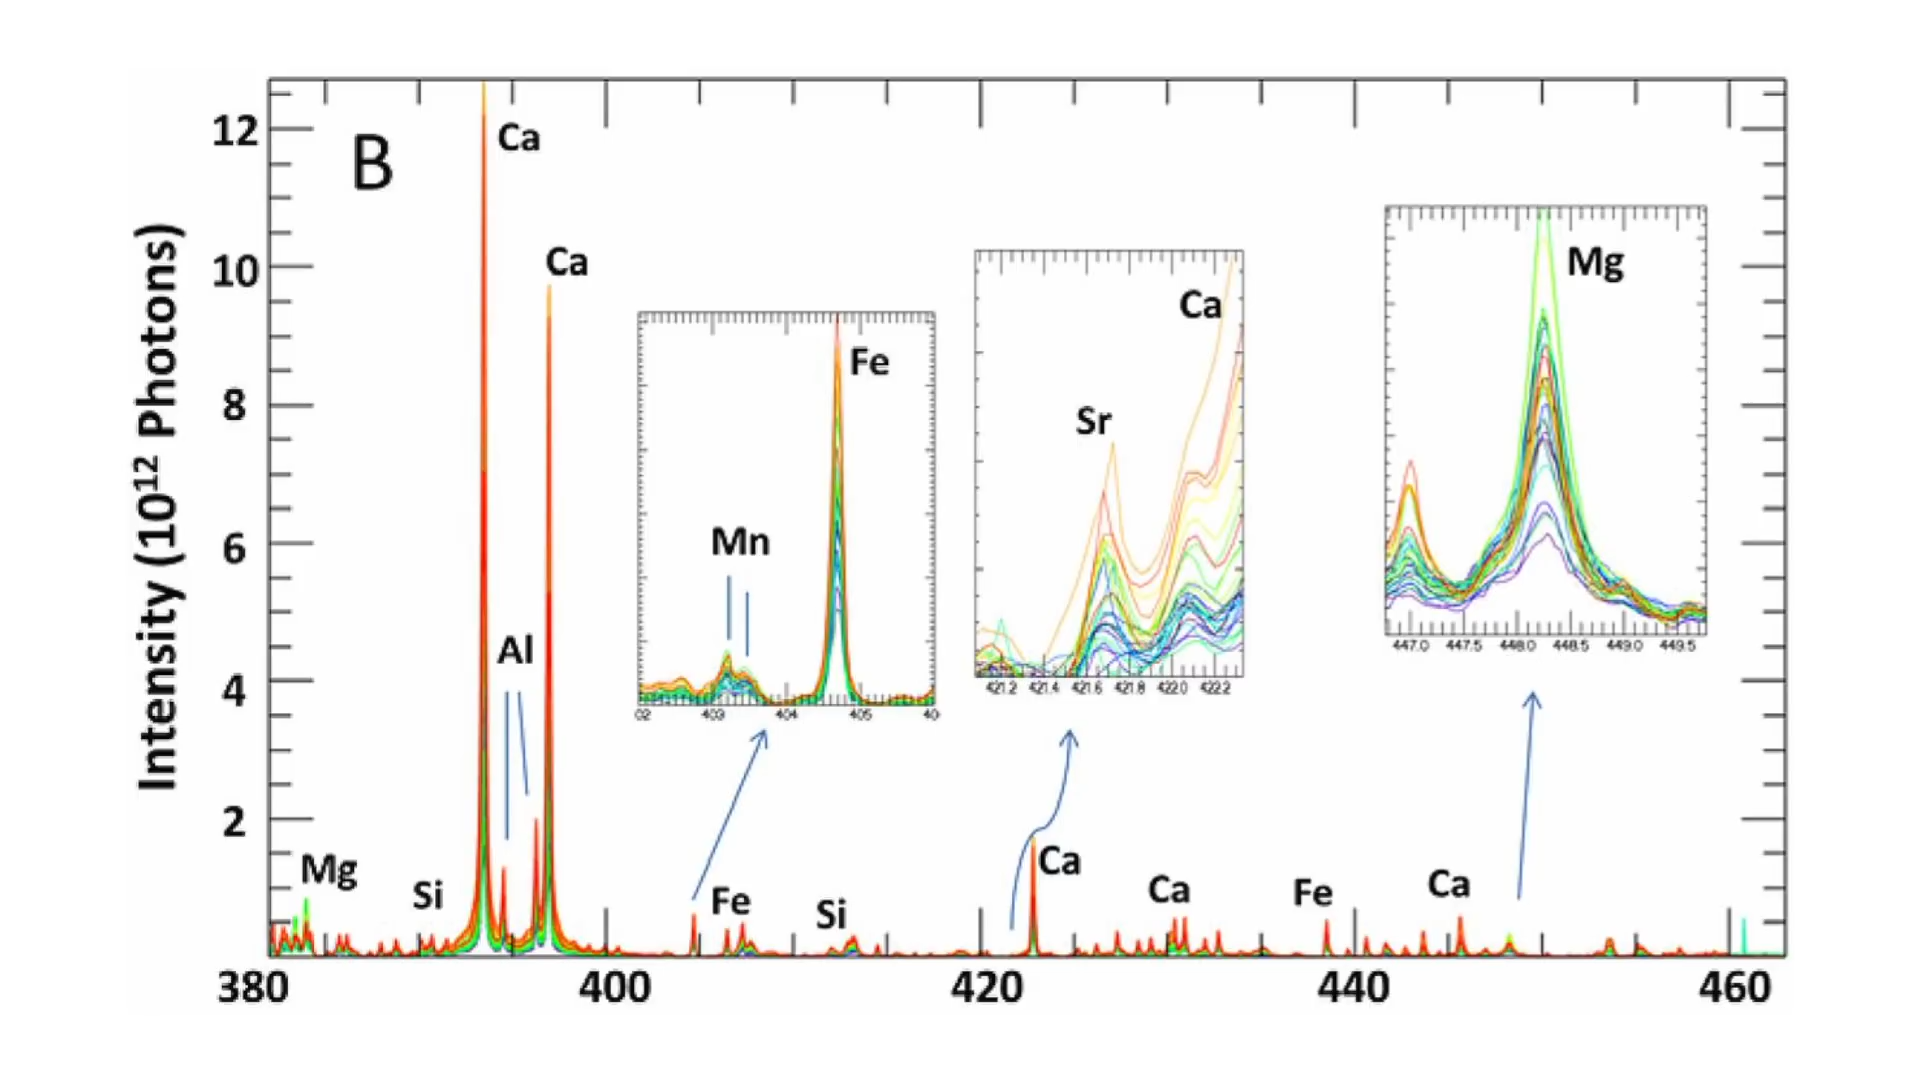 B
Intensity (10¹² Photons)
12
10
8
6
4
2
Ca
Ca
Al
Mg
Si
Mn
Fe
02 403 404 405 40
Sr
Ca
421.2 421.4 421.6 421.8 422.0 422.2
Mg
447.0 447.5 448.0 448.5 449.0 449.5
Fe
Si
Ca
Ca
Fe
Ca
380 400 420 440 460